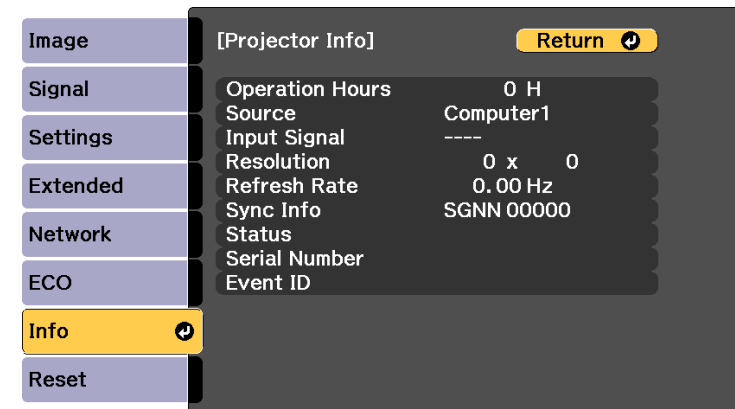 Image
Signal
Settings
Extended
Network
ECO
Info
Reset
[Projector Info]
Return
Operation Hours 0 H
Source Computer1
Input Signal ----
Resolution 0 x 0
Refresh Rate 0.00 Hz
Sync Info SGNN 00000
Status
Serial Number
Event ID